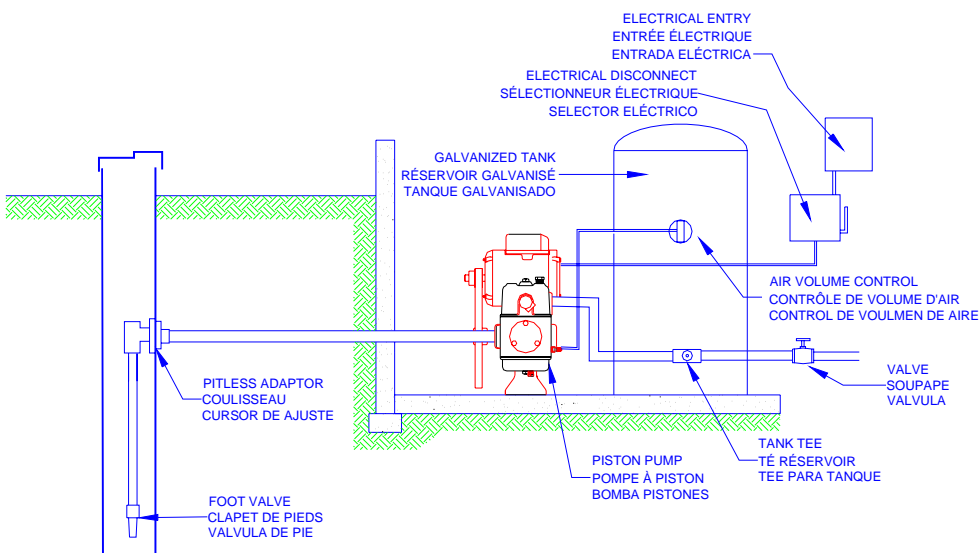 ELECTRICAL ENTRY
ENTRÉE ÉLECTRIQUE
ENTRADA ELÉCTRICA
ELECTRICAL DISCONNECT
SÉLECTIONNEUR ÉLECTRIQUE
SELECTOR ELÉCTRICO
GALVANIZED TANK
RÉSERVOIR GALVANISÉ
TANQUE GALVANISADO
AIR VOLUME CONTROL
CONTRÔLE DE VOLUME D'AIR
CONTROL DE VOULMEN DE AIRE
PITLESS ADAPTOR
COULISSEAU
CURSOR DE AJUSTE
VALVE
SOUPAPE
VALVULA
TANK TEE
TÉ RÉSERVOIR
TEE PARA TANQUE
PISTON PUMP
POMPE À PISTON
BOMBA PISTONES
FOOT VALVE
CLAPET DE PIEDS
VALVULA DE PIE